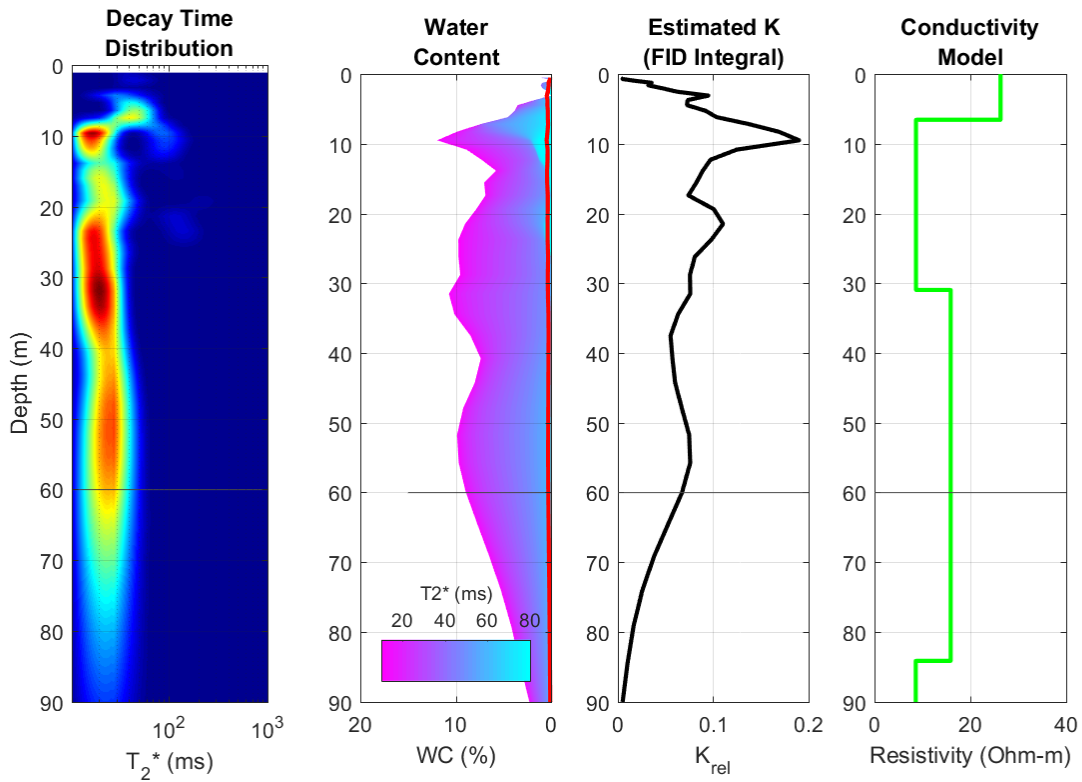 Decay Time
Distribution
Water
Content
Estimated K
(FID Integral)
Conductivity
Model
Depth (m)
0
10
20
30
40
50
60
70
80
90
10^2
10^3
T_2^* (ms)
0
10
20
30
40
50
60
70
80
90
T2* (ms)
20 40 60 80
20 10 0
WC (%)
0
10
20
30
40
50
60
70
80
90
0 0.1 0.2
K_rel
0
10
20
30
40
50
60
70
80
90
0 20 40
Resistivity (Ohm-m)